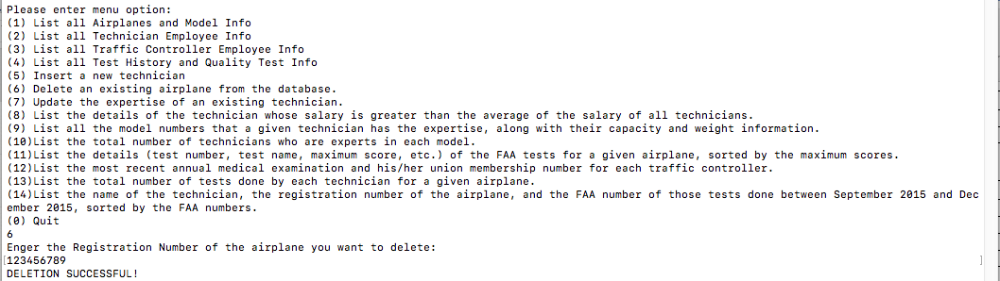 Please enter menu option:
(1) List all Airplanes and Model Info
(2) List all Technician Employee Info
(3) List all Traffic Controller Employee Info
(4) List all Test History and Quality Test Info
(5) Insert a new technician
(6) Delete an existing airplane from the database.
(7) Update the expertise of an existing technician.
(8) List the details of the technician whose salary is greater than the average of the salary of all technicians.
(9) List all the model numbers that a given technician has the expertise, along with their capacity and weight information.
(10)List the total number of technicians who are experts in each model.
(11)List the details (test number, test name, maximum score, etc.) of the FAA tests for a given airplane, sorted by the maximum scores.
(12)List the most recent annual medical examination and his/her union membership number for each traffic controller.
(13)List the total number of tests done by each technician for a given airplane.
(14)List the name of the technician, the registration number of the airplane, and the FAA number of those tests done between September 2015 and Dec
ember 2015, sorted by the FAA numbers.
(0) Quit
6
Enger the Registration Number of the airplane you want to delete:
[123456789 ]
DELETION SUCCESSFUL!